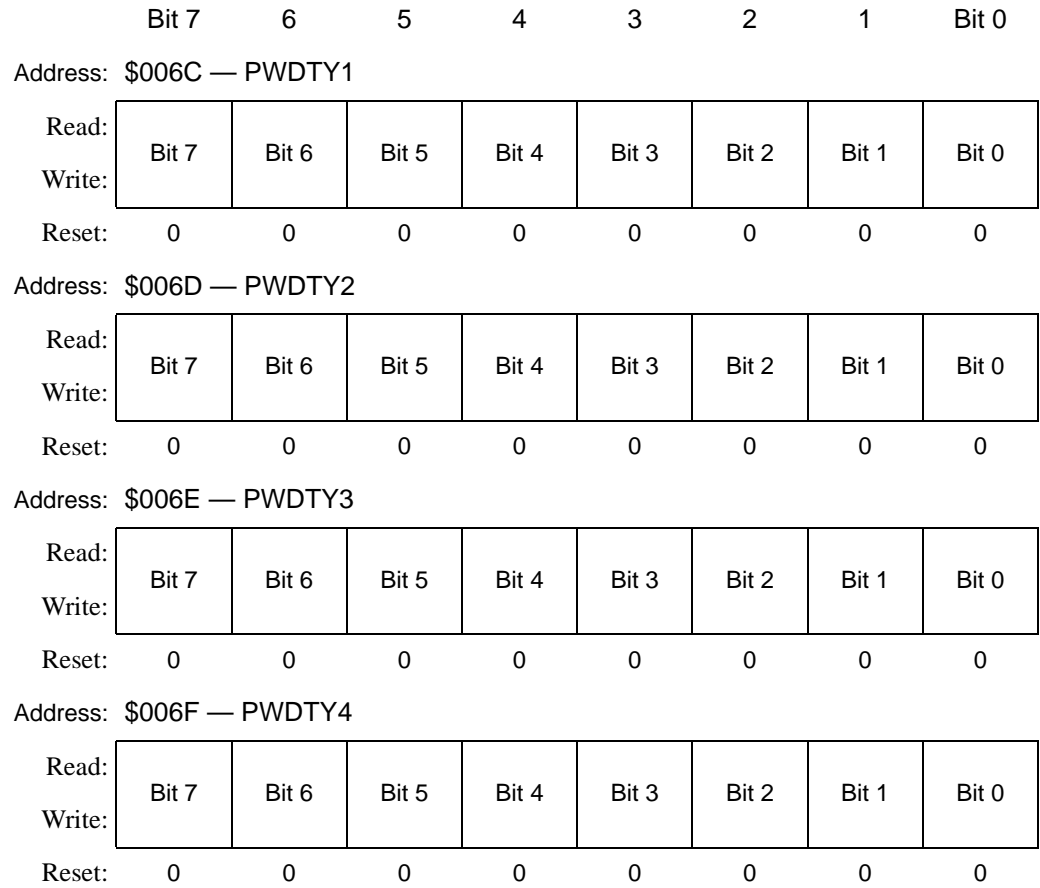 Bit 7 6 5 4 3 2 1 Bit 0
Address: $006C — PWDTY1
Read:
Bit 7 Bit 6 Bit 5 Bit 4 Bit 3 Bit 2 Bit 1 Bit 0
Write:
Reset: 0 0 0 0 0 0 0 0
Address: $006D — PWDTY2
Read:
Bit 7 Bit 6 Bit 5 Bit 4 Bit 3 Bit 2 Bit 1 Bit 0
Write:
Reset: 0 0 0 0 0 0 0 0
Address: $006E — PWDTY3
Read:
Bit 7 Bit 6 Bit 5 Bit 4 Bit 3 Bit 2 Bit 1 Bit 0
Write:
Reset: 0 0 0 0 0 0 0 0
Address: $006F — PWDTY4
Read:
Bit 7 Bit 6 Bit 5 Bit 4 Bit 3 Bit 2 Bit 1 Bit 0
Write:
Reset: 0 0 0 0 0 0 0 0